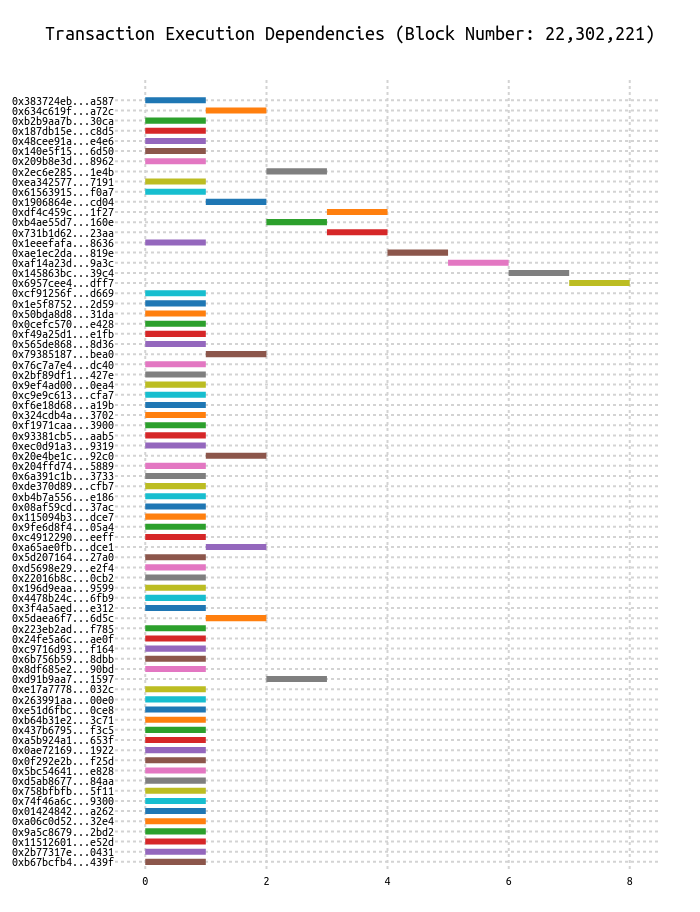 Transaction Execution Dependencies (Block Number: 22,302,221)
0x383724eb...a587
0x634c619f...a72c
0xb2b9aa7b...30ca
0x187db15e...c8d5
0x48cee91a...e4e6
0x140e5f15...6d50
0x209b8e3d...8962
0x2ec6e285...1e4b
0xea342577...7191
0x61563915...f0a7
0x1906864e...cd04
0xdf4c459c...1f27
0xb4ae55d7...160e
0x731b1d62...23aa
0x1eeefafa...8636
0xae1ec2da...819e
0xaf14a23d...9a3c
0x145863bc...39c4
0x6957cee4...dff7
0xcf91256f...d669
0x1e5f8752...2d59
0x50bda8d8...31da
0x0cefc570...e428
0xf49a25d1...e1fb
0x565de868...8d36
0x79385187...bea0
0x76c7a7e4...dc40
0x2bf89df1...427e
0x9ef4ad00...0ea4
0xc9e9c613...cfa7
0xf6e18d68...a19b
0x324cdb4a...3702
0xf1971caa...3900
0x93381cb5...aab5
0xec0d91a3...9319
0x20e4be1c...92c0
0x204ffd74...5889
0x6a391c1b...3733
0xde370d89...cfb7
0xb4b7a556...e186
0x08af59cd...37ac
0x115094b3...dce7
0x9fe6d8f4...05a4
0xc4912290...eeff
0xa65ae0fb...dce1
0x5d207164...27a0
0xd5698e29...e2f4
0x22016b8c...0cb2
0x196d9eaa...9599
0x4478b24c...6fb9
0x3f4a5aed...e312
0x5daea6f7...6d5c
0x223eb2ad...f785
0x24fe5a6c...ae0f
0xc9716d93...f164
0x6b756b59...8dbb
0x8df685e2...90bd
0xd91b9aa7...1597
0xe17a7778...032c
0x263991aa...00e0
0xe51d6fbc...0ce8
0xb64b31e2...3c71
0x437b6795...f3c5
0xa5b924a1...653f
0x0ae72169...1922
0x0f292e2b...f25d
0x5bc54641...e828
0xd5ab8677...84aa
0x758bfbfb...5f11
0x74f46a6c...9300
0x01424842...a262
0xa06c0d52...32e4
0x9a5c8679...2bd2
0x11512601...e52d
0x2b77317e...0431
0xb67bcfb4...439f
0 2 4 6 8